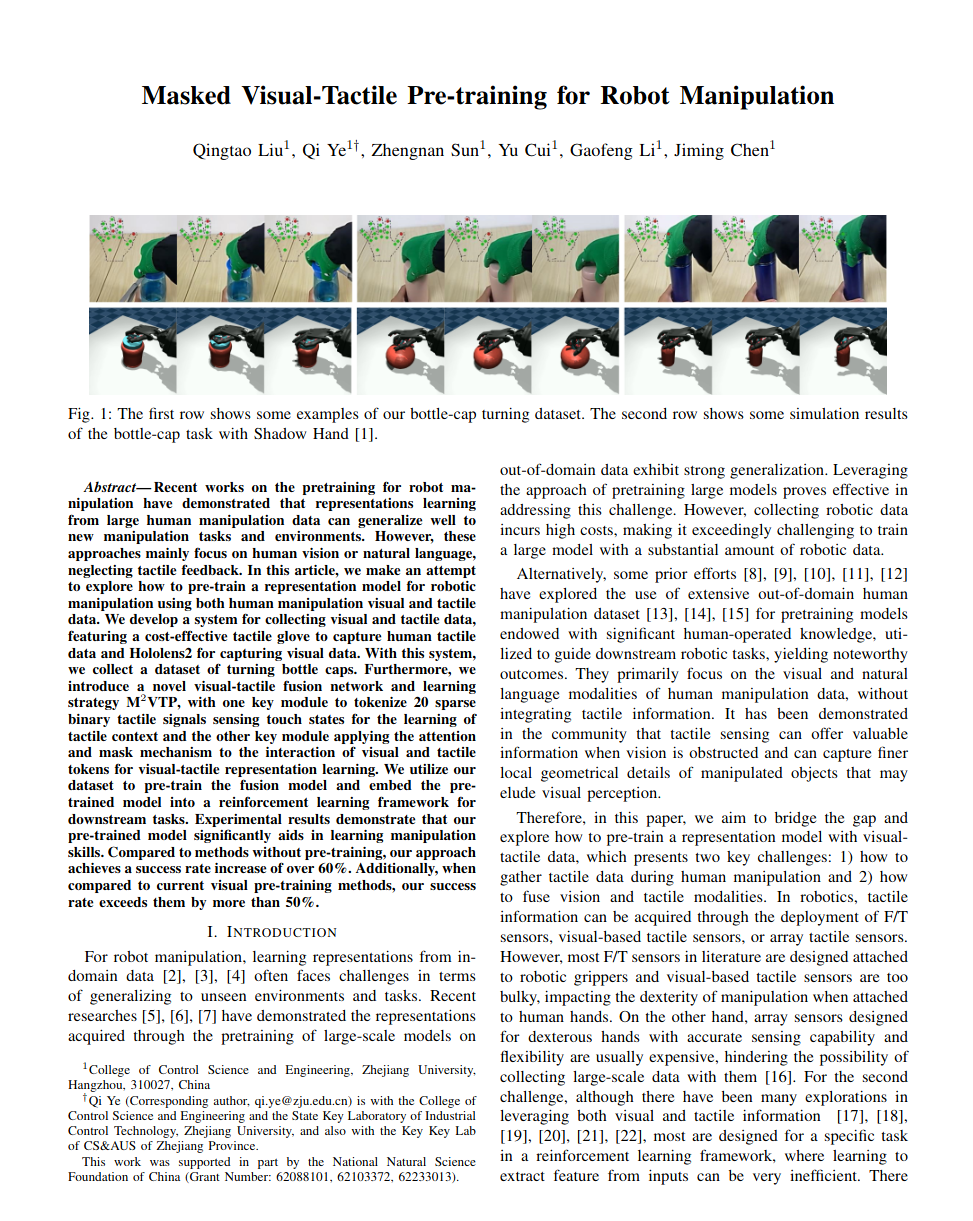 Masked Visual-Tactile Pre-training for Robot Manipulation
Qingtao Liu1, Qi Ye1†, Zhengnan Sun1, Yu Cui1, Gaofeng Li1, Jiming Chen1
Fig. 1: The first row shows some examples of our bottle-cap turning dataset. The second row shows some simulation results
of the bottle-cap task with Shadow Hand [1].
Abstract— Recent works on the pretraining for robot ma-
nipulation have demonstrated that representations learning
from large human manipulation data can generalize well to
new manipulation tasks and environments. However, these
approaches mainly focus on human vision or natural language,
neglecting tactile feedback. In this article, we make an attempt
to explore how to pre-train a representation model for robotic
manipulation using both human manipulation visual and tactile
data. We develop a system for collecting visual and tactile data,
featuring a cost-effective tactile glove to capture human tactile
data and Hololens2 for capturing visual data. With this system,
we collect a dataset of turning bottle caps. Furthermore, we
introduce a novel visual-tactile fusion network and learning
strategy M2VTP, with one key module to tokenize 20 sparse
binary tactile signals sensing touch states for the learning of
tactile context and the other key module applying the attention
and mask mechanism to the interaction of visual and tactile
tokens for visual-tactile representation learning. We utilize our
dataset to pre-train the fusion model and embed the pre-
trained model into a reinforcement learning framework for
downstream tasks. Experimental results demonstrate that our
pre-trained model significantly aids in learning manipulation
skills. Compared to methods without pre-training, our approach
achieves a success rate increase of over 60%. Additionally, when
compared to current visual pre-training methods, our success
rate exceeds them by more than 50%.
I. INTRODUCTION
For robot manipulation, learning representations from in-
domain data [2], [3], [4] often faces challenges in terms
of generalizing to unseen environments and tasks. Recent
researches [5], [6], [7] have demonstrated the representations
acquired through the pretraining of large-scale models on
1College of Control Science and Engineering, Zhejiang University,
Hangzhou, 310027, China
†Qi Ye (Corresponding author, qi.ye@zju.edu.cn) is with the College of
Control Science and Engineering and the State Key Laboratory of Industrial
Control Technology, Zhejiang University, and also with the Key Key Lab
of CS&AUS of Zhejiang Province.
This work was supported in part by the National Natural Science
Foundation of China (Grant Number: 62088101, 62103372, 62233013).
out-of-domain data exhibit strong generalization. Leveraging
the approach of pretraining large models proves effective in
addressing this challenge. However, collecting robotic data
incurs high costs, making it exceedingly challenging to train
a large model with a substantial amount of robotic data.
Alternatively, some prior efforts [8], [9], [10], [11], [12]
have explored the use of extensive out-of-domain human
manipulation dataset [13], [14], [15] for pretraining models
endowed with significant human-operated knowledge, uti-
lized to guide downstream robotic tasks, yielding noteworthy
outcomes. They primarily focus on the visual and natural
language modalities of human manipulation data, without
integrating tactile information. It has been demonstrated
in the community that tactile sensing can offer valuable
information when vision is obstructed and can capture finer
local geometrical details of manipulated objects that may
elude visual perception.
Therefore, in this paper, we aim to bridge the gap and
explore how to pre-train a representation model with visual-
tactile data, which presents two key challenges: 1) how to
gather tactile data during human manipulation and 2) how
to fuse vision and tactile modalities. In robotics, tactile
information can be acquired through the deployment of F/T
sensors, visual-based tactile sensors, or array tactile sensors.
However, most F/T sensors in literature are designed attached
to robotic grippers and visual-based tactile sensors are too
bulky, impacting the dexterity of manipulation when attached
to human hands. On the other hand, array sensors designed
for dexterous hands with accurate sensing capability and
flexibility are usually expensive, hindering the possibility of
collecting large-scale data with them [16]. For the second
challenge, although there have been many explorations in
leveraging both visual and tactile information [17], [18],
[19], [20], [21], [22], most are designed for a specific task
in a reinforcement learning framework, where learning to
extract feature from inputs can be very inefficient. There